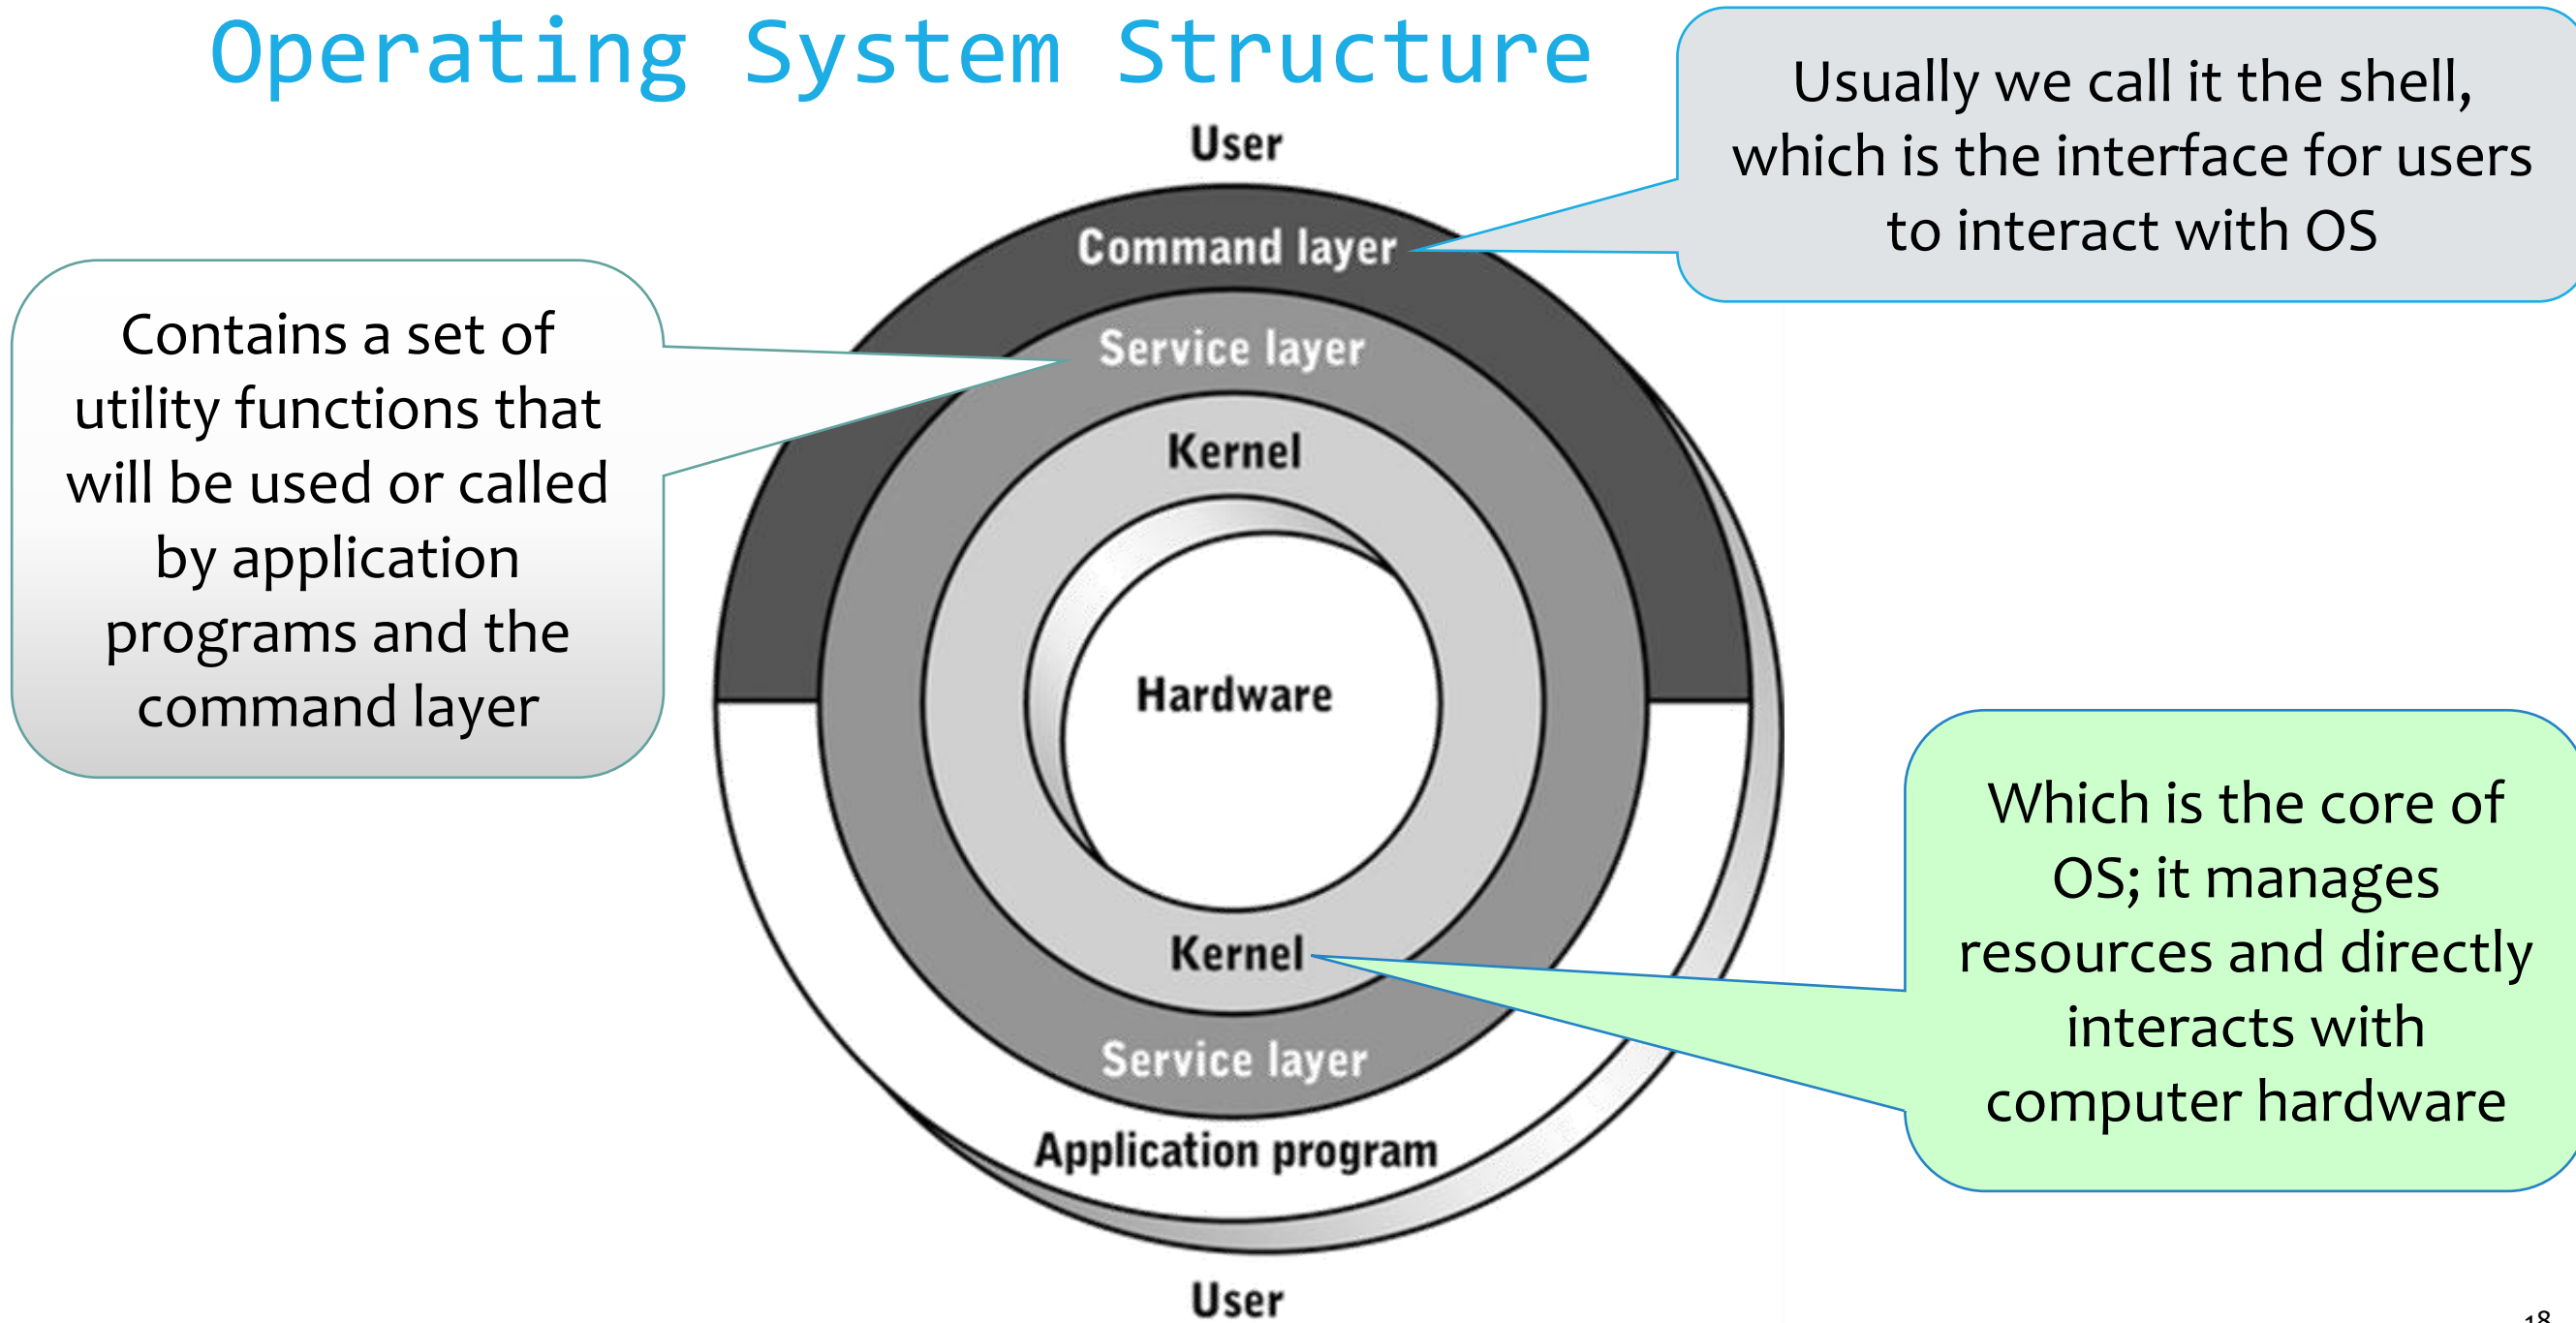 Operating System Structure
Usually we call it the shell,
which is the interface for users
to interact with OS
User
Command layer
Contains a set of
utility functions that
will be used or called
by application
programs and the
command layer
Service layer
Kernel
Hardware
Which is the core of
OS; it manages
resources and directly
interacts with
computer hardware
Kernel
Service layer
Application program
User
18